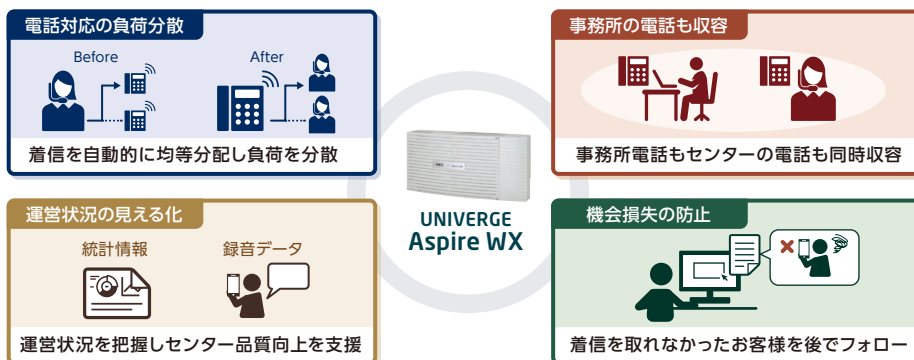 電話対応の負荷分散
Before
After
着信を自動的に均等分配し負荷を分散
事務所の電話も収容
事務所電話もセンターの電話も同時収容
UNIVERGE
Aspire WX
運営状況の見える化
統計情報
録音データ
運営状況を把握しセンター品質向上を支援
機会損失の防止
着信を取れなかったお客様を後でフォロー